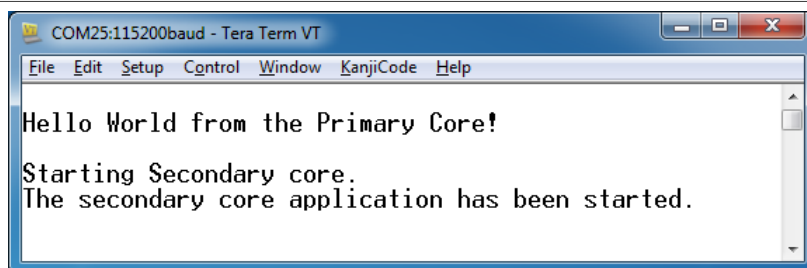 COM25:115200baud - Tera Term VT
File Edit Setup Control Window KanjiCode Help
Hello World from the Primary Core!
Starting Secondary core.
The secondary core application has been started.